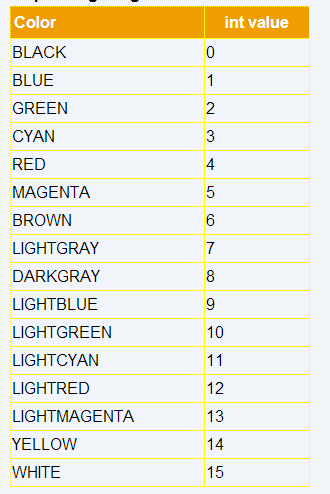 Color int value
BLACK 0
BLUE 1
GREEN 2
CYAN 3
RED 4
MAGENTA 5
BROWN 6
LIGHTGRAY 7
DARKGRAY 8
LIGHTBLUE 9
LIGHTGREEN 10
LIGHTCYAN 11
LIGHTRED 12
LIGHTMAGENTA 13
YELLOW 14
WHITE 15